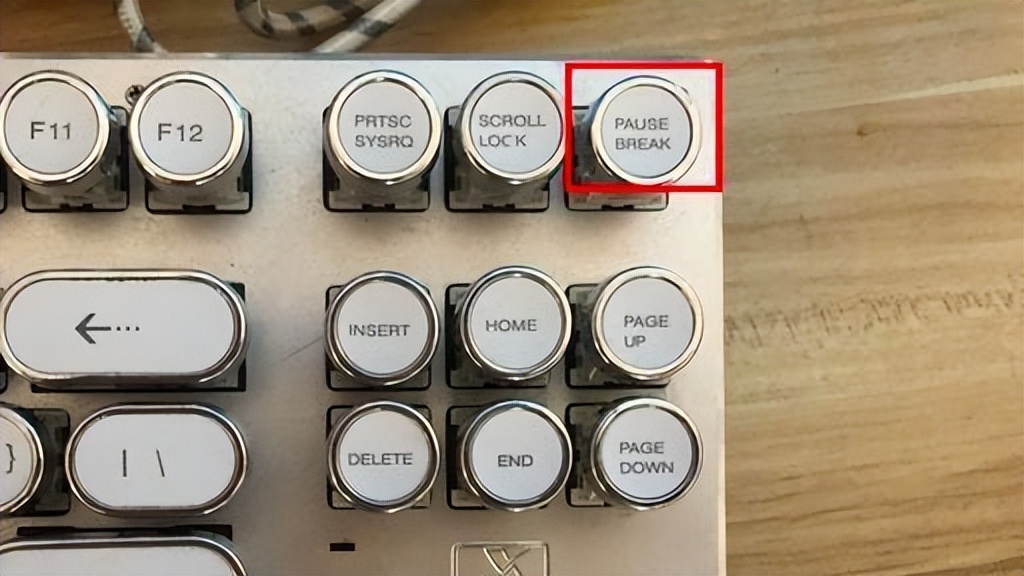 F11
F12
PRTSC
SYSRQ
SCROLL
LOCK
PAUSE
BREAK
←···
INSERT
HOME
PAGE
UP
}
| \
DELETE
END
PAGE
DOWN